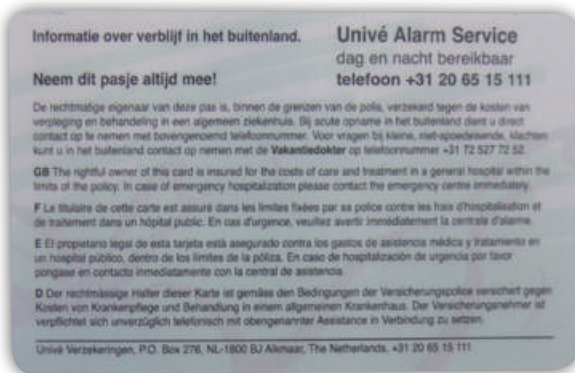 Informatie over verblijf in het buitenland.
Neem dit pasje altijd mee!
Univé Alarm Service
dag en nacht bereikbaar
telefoon +31 20 65 15 111
De rechtmatige eigenaar van deze pas is, binnen de grenzen van de polis, verzekerd tegen de kosten van
verpleging en behandeling in een algemeen ziekenhuis. Bij acute opname in het buitenland dient u direct
contact op te nemen met bovengenoemd telefoonnummer. Voor vragen bij kleine, niet-spoedeisende, klachten
kunt u in het buitenland contact op nemen met de Vakantiedokter op telefoonnummer +31 72 527 72 52.
GB The rightful owner of this card is insured for the costs of care and treatment in a general hospital within the
limits of the policy. In case of emergency hospitalization please contact the emergency centre immediately.
F Le titulaire de cette carte est assuré dans les limites fixées par sa police contre les frais d'hospitalisation et
de traitement dans un hôpital public. En cas d'urgence, veuillez avertir immédiatement la centrale d'alarme.
E El propietario legal de esta tarjeta está asegurado contra los gastos de asistencia médica y tratamiento en
un hospital público, dentro de los límites de la póliza. En caso de hospitalización de urgencia por favor
pongase en contacto inmediatamente con la central de asistencia.
D Der rechtmässige Halter dieser Karte ist gemäss den Bedingungen der Versicherungspolice versichert gegen
Kosten von Krankenpflege und Behandlung in einem allgemeinen Krankenhaus. Der Versicherungsnehmer ist
verpflichtet sich unverzüglich telefonisch mit obengenannter Assistance in Verbindung zu setzen.
Univé Verzekeringen, P.O. Box 276, NL-1800 BJ Alkmaar, The Netherlands, +31 20 65 15 111